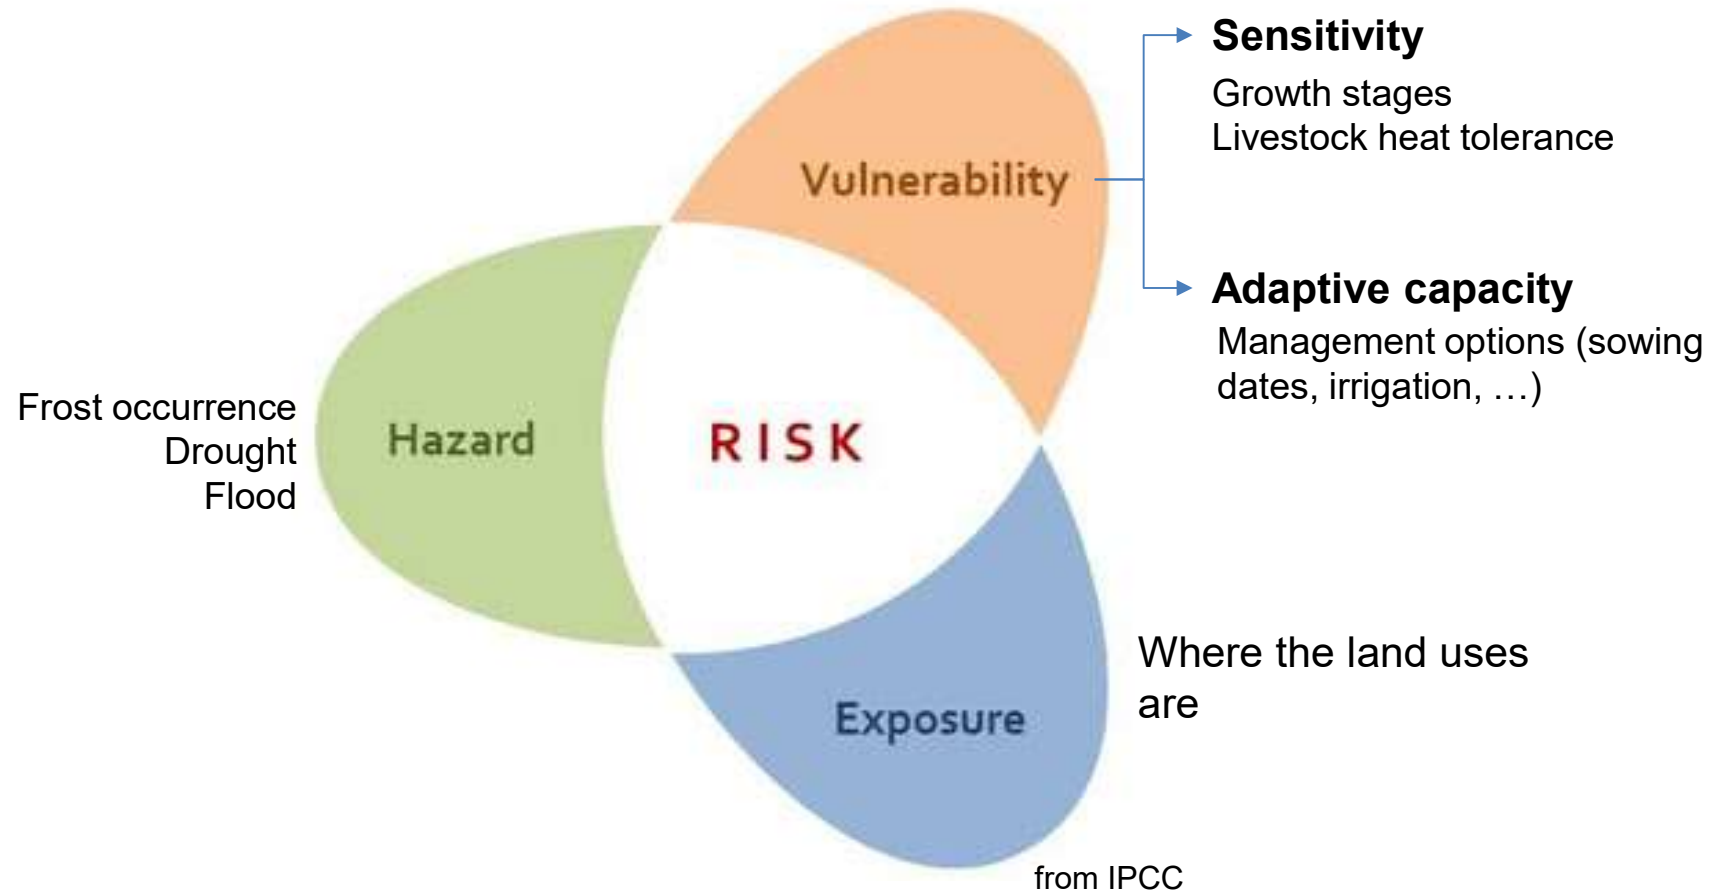 Sensitivity
Growth stages
Livestock heat tolerance
Vulnerability
Adaptive capacity
Management options (sowing
dates, irrigation, …)
Frost occurrence
Drought
Flood
Hazard
RISK
Where the land uses
are
Exposure
from IPCC